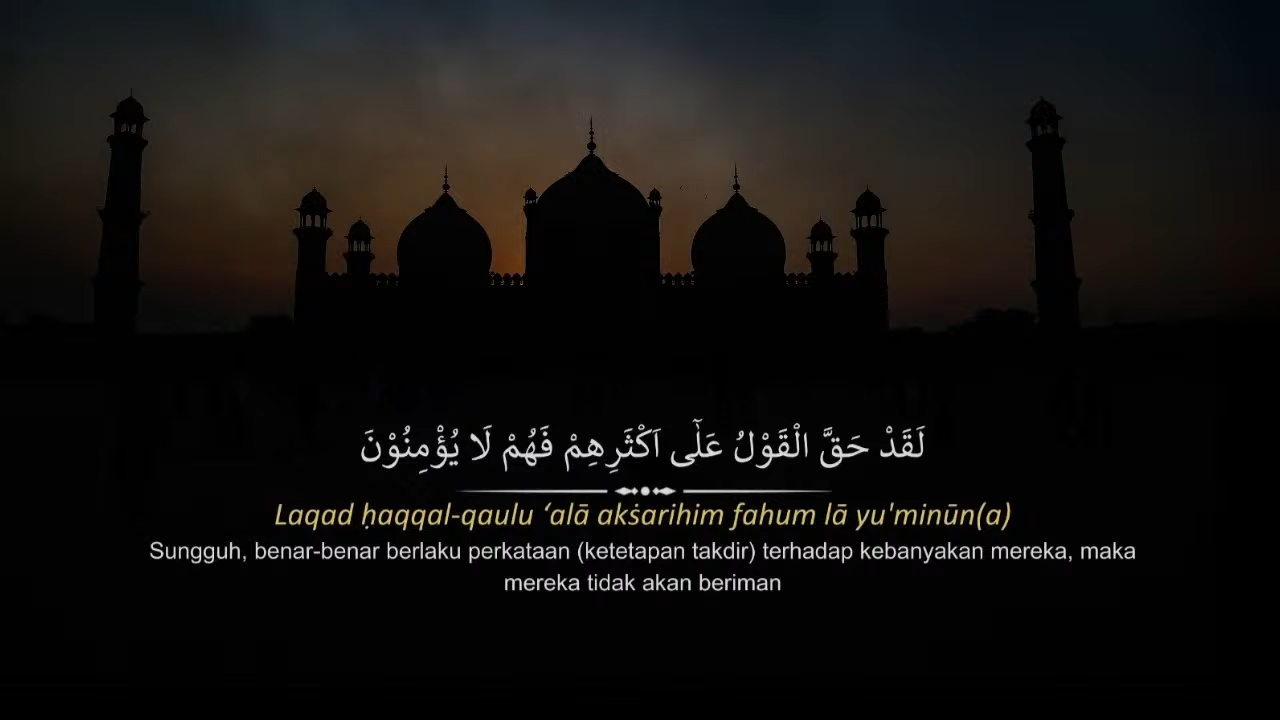 لَقَدْ حَقَّ الْقَوْلُ عَلٰٓى اَكْثَرِهِمْ فَهُمْ لَا يُؤْمِنُوْنَ
Laqad ḥaqqal-qaulu ‘alā akṡarihim fahum lā yu'minūn(a)
Sungguh, benar-benar berlaku perkataan (ketetapan takdir) terhadap kebanyakan mereka, maka
mereka tidak akan beriman